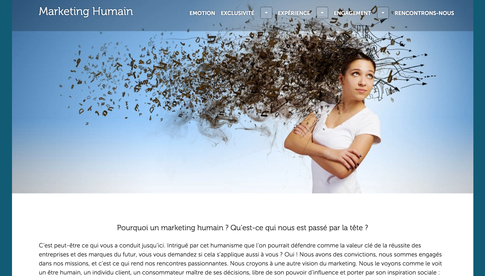 Marketing Humain
EMOTION EXCLUSIVITÉ EXPÉRIENCE ENGAGEMENT RENCONTRONS-NOUS
Pourquoi un marketing humain ? Qu'est-ce qui nous est passé par la tête ?
C'est peut-être ce qui vous a conduit jusqu'ici. Intrigué par cet humanisme que l'on pourrait défendre comme la valeur clé de la réussite
entreprises et des marques du futur, vous vous demandez si cela s'applique aussi à vous ? Oui ! Nous avons des convictions, nous sommes engagés
dans nos missions, et c'est ce qui rend nos rencontres passionnantes. Nous croyons à une autre vision du marketing. Nous le voyons comme le voit
un être humain, un individu client, un consommateur maître de ses décisions, libre de son pouvoir d'influence et porter par son inspiration sociale :